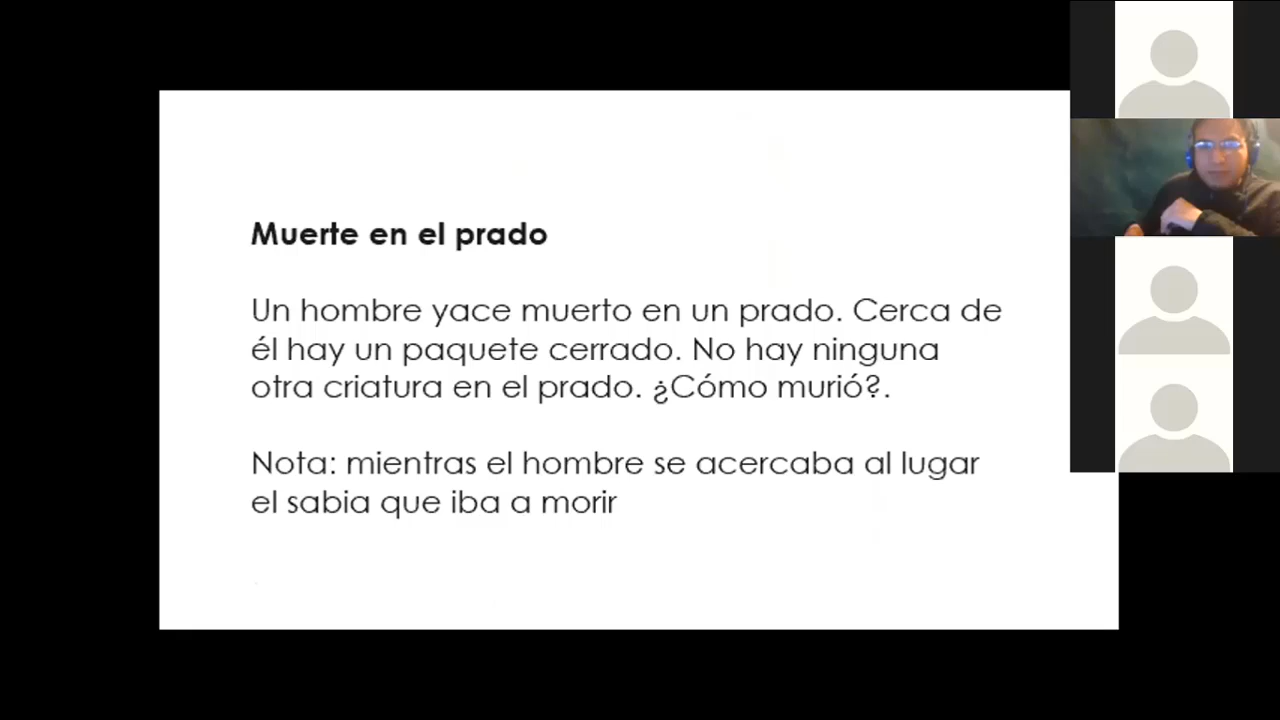 Muerte en el prado
Un hombre yace muerto en un prado. Cerca de
él hay un paquete cerrado. No hay ninguna
otra criatura en el prado. ¿Cómo murió?.
Nota: mientras el hombre se acercaba al lugar
el sabia que iba a morir